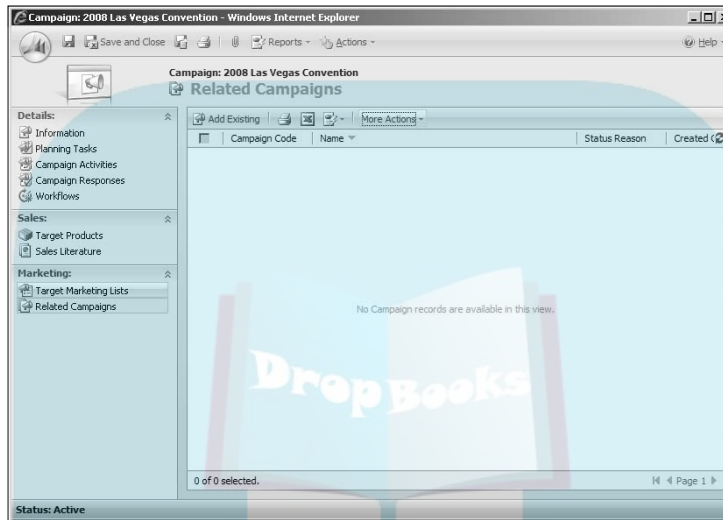 Campaign: 2008 Las Vegas Convention - Windows Internet Explorer
Save and Close Reports Actions Help
Campaign: 2008 Las Vegas Convention
Related Campaigns
Details:
Information
Planning Tasks
Campaign Activities
Campaign Responses
Workflows
Sales:
Target Products
Sales Literature
Marketing:
Target Marketing Lists
Related Campaigns
Add Existing More Actions
Campaign Code Name Status Reason Created
No Campaign records are available in this view.
DropBooks
0 of 0 selected. Page 1
Status: Active